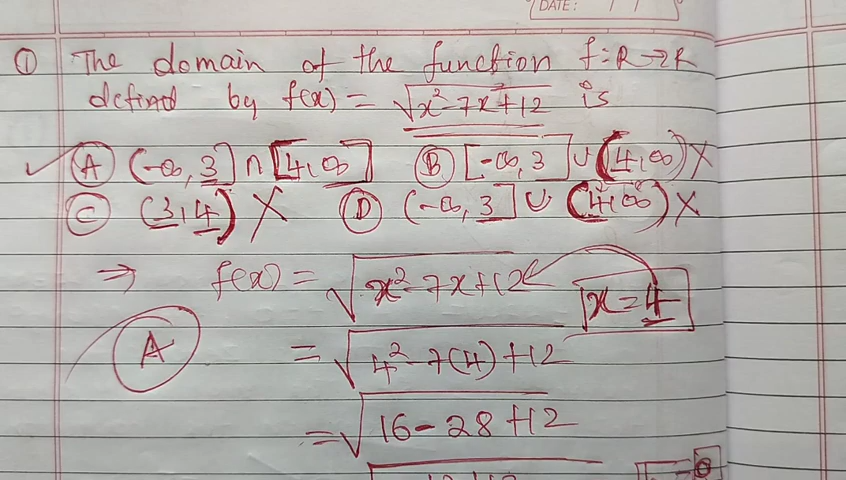 DATE: / /
① The domain of the function f:R→R
defined by f(x) = √x²-7x+12 is
✓ Ⓐ (-∞, 3] ∩ [4, ∞] Ⓑ [-∞, 3] ∪ (4, ∞) X
Ⓒ (3, 4) X Ⓓ (-∞, 3] ∪ (4, ∞) X
⇒ f(x) = √x²-7x+12 x = 4
A = √4²-7(4)+12
= √16-28+12